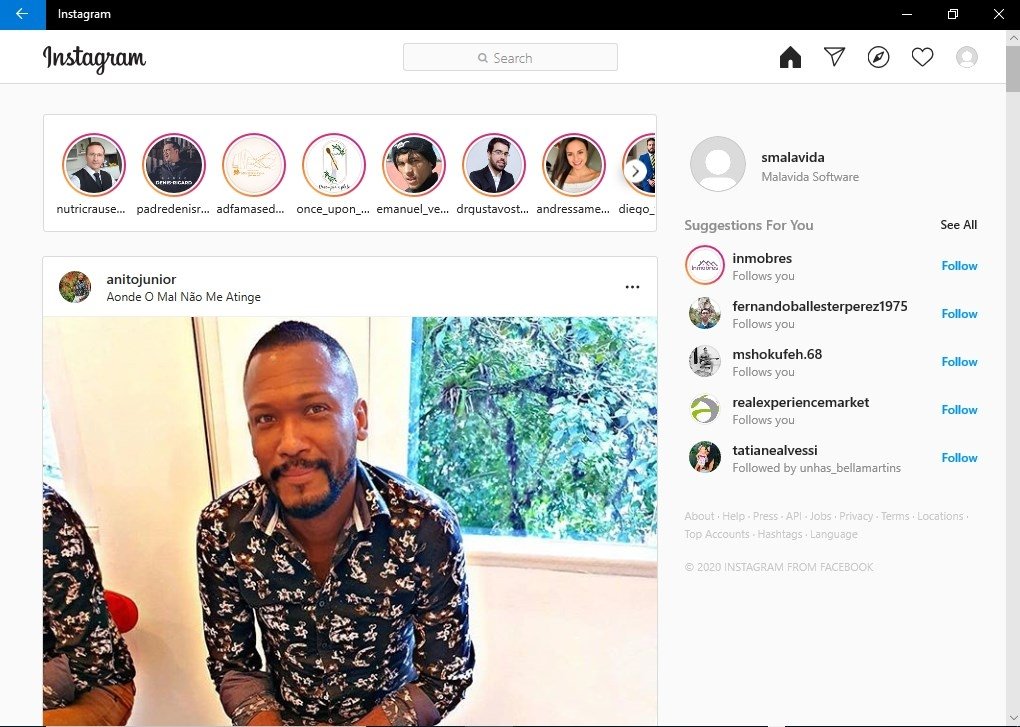 Instagram
Instagram
Search
nutricrause... padredenisr... adfamased... once_upon_... emanuel_ve... drgustavost... andressame...
anitojunior
Aonde O Mal Não Me Atinge
smalavida
Malavida Software
Suggestions For You
See All
inmobres
Follows you
Follow
fernandoballesterperez1975
Follows you
Follow
mshokufeh.68
Follows you
Follow
realexperiencemarket
Follows you
Follow
tatianealvessi
Followed by unhas_bellamartins
Follow
About · Help · Press · API · Jobs · Privacy · Terms · Locations ·
Top Accounts · Hashtags · Language
© 2020 INSTAGRAM FROM FACEBOOK